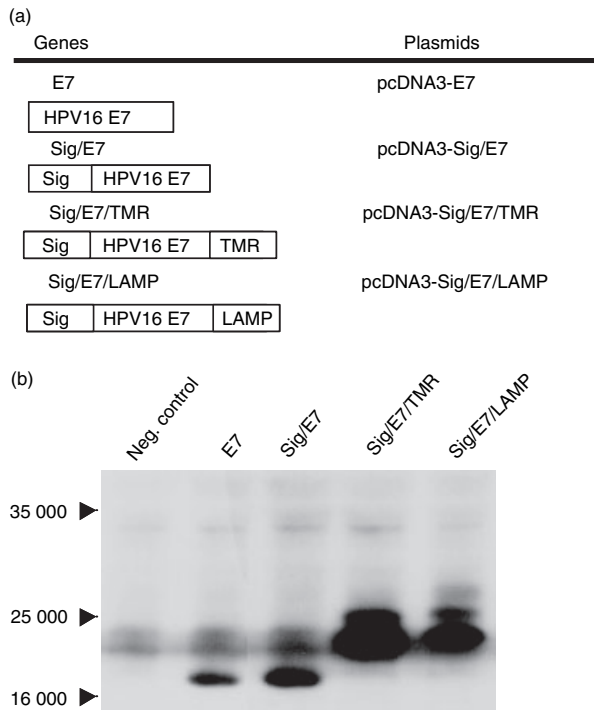 (a)
Genes Plasmids
E7 pcDNA3-E7
HPV16 E7
Sig/E7 pcDNA3-Sig/E7
Sig HPV16 E7
Sig/E7/TMR pcDNA3-Sig/E7/TMR
Sig HPV16 E7 TMR
Sig/E7/LAMP pcDNA3-Sig/E7/LAMP
Sig HPV16 E7 LAMP
(b)
Neg. control E7 Sig/E7 Sig/E7/TMR Sig/E7/LAMP
35 000
25 000
16 000